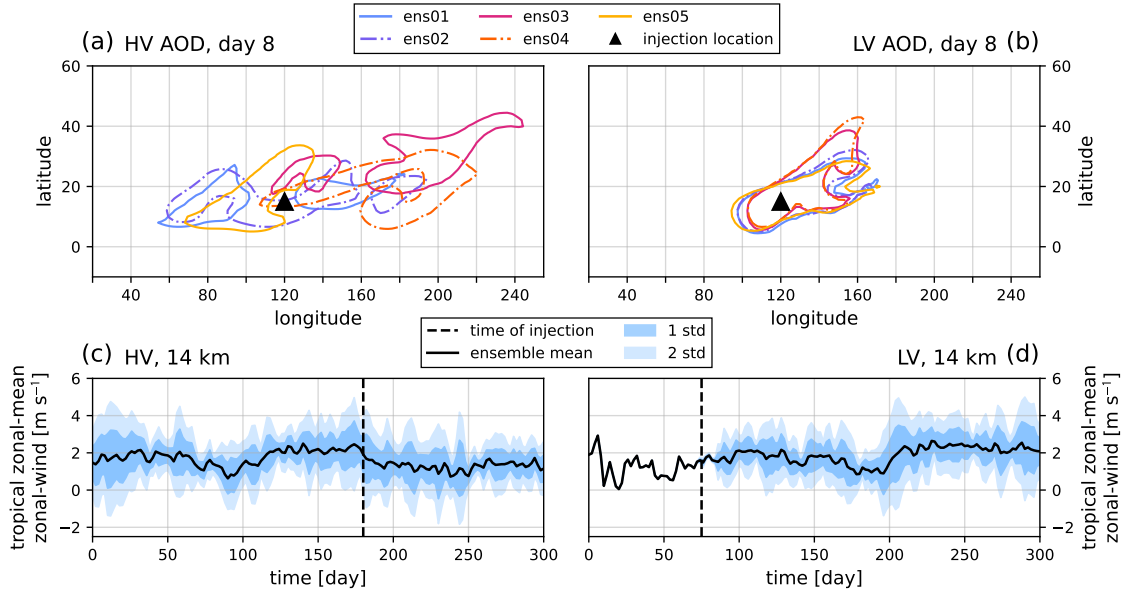 ens01 ens03 ens05
ens02 ens04 injection location
(a) HV AOD, day 8
LV AOD, day 8 (b)
60
40
20
0
latitude
40 80 120 160 200 240
longitude
60
40
20
0
latitude
40 80 120 160 200 240
longitude
time of injection 1 std
ensemble mean 2 std
(c) HV, 14 km
LV, 14 km (d)
tropical zonal-mean
zonal-wind [m s⁻¹]
6
4
2
0
−2
0 50 100 150 200 250 300
time [day]
6
4
2
0
−2
tropical zonal-mean
zonal-wind [m s⁻¹]
0 50 100 150 200 250 300
time [day]